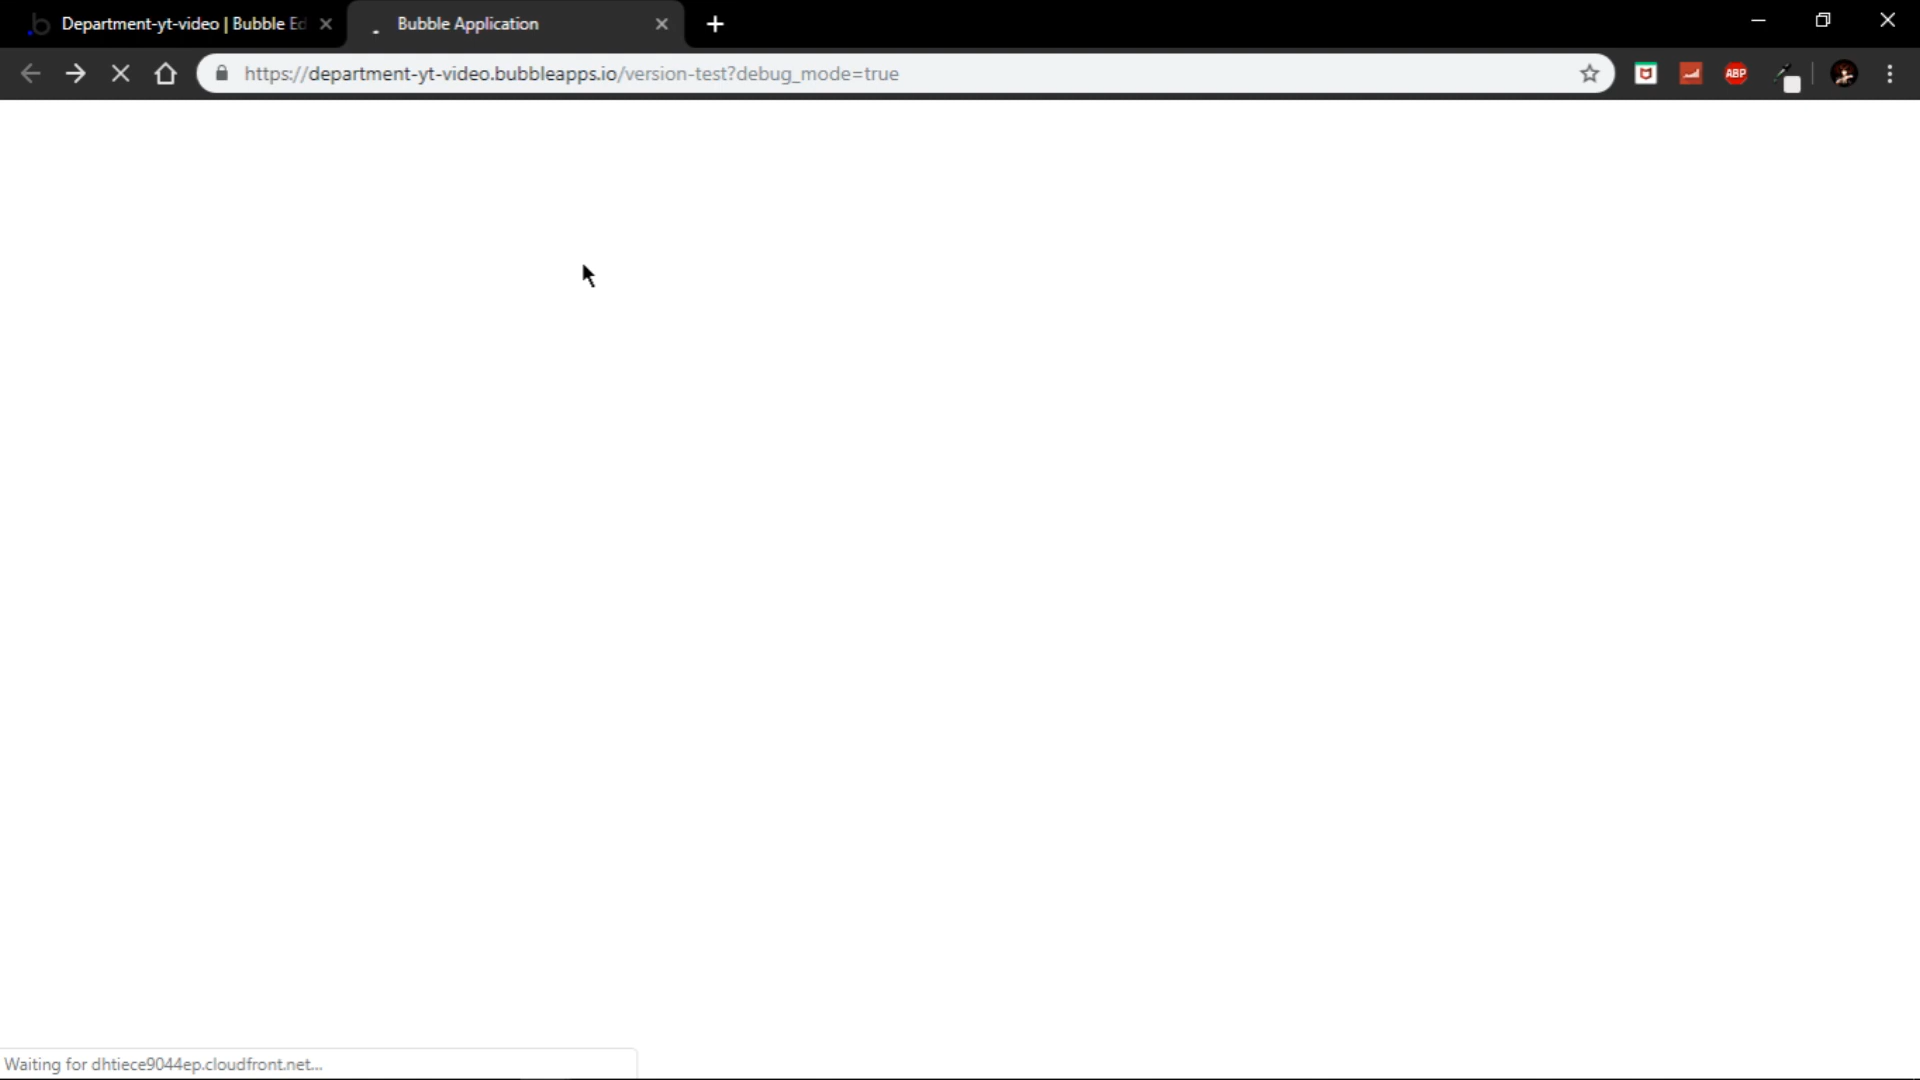 Department-yt-video | Bubble Ed
Bubble Application
https://department-yt-video.bubbleapps.io/version-test?debug_mode=true
ABP
Waiting for dhtiece9044ep.cloudfront.net...